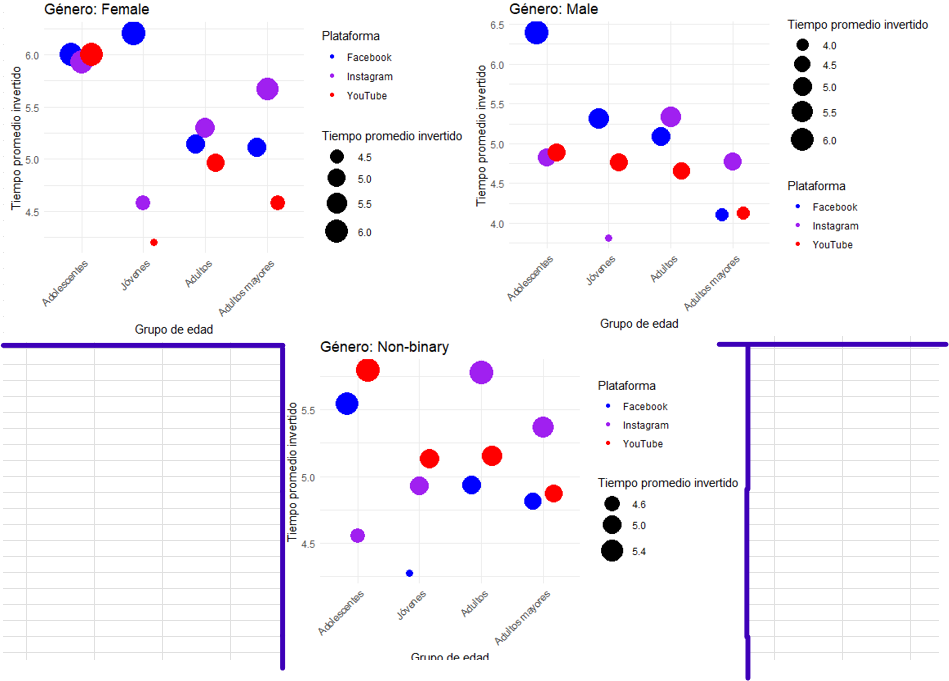 Género: Female
Tiempo promedio invertido
6.0
5.5
5.0
4.5
Adolescentes
Jóvenes
Adultos
Adultos mayores
Grupo de edad
Plataforma
Facebook
Instagram
YouTube
Tiempo promedio invertido
4.5
5.0
5.5
6.0
Género: Male
Tiempo promedio invertido
6.5
6.0
5.5
5.0
4.5
4.0
Adolescentes
Jóvenes
Adultos
Adultos mayores
Grupo de edad
Tiempo promedio invertido
4.0
4.5
5.0
5.5
6.0
Plataforma
Facebook
Instagram
YouTube
Género: Non-binary
Tiempo promedio invertido
5.5
5.0
4.5
Adolescentes
Jóvenes
Adultos
Adultos mayores
Grupo de edad
Plataforma
Facebook
Instagram
YouTube
Tiempo promedio invertido
4.6
5.0
5.4